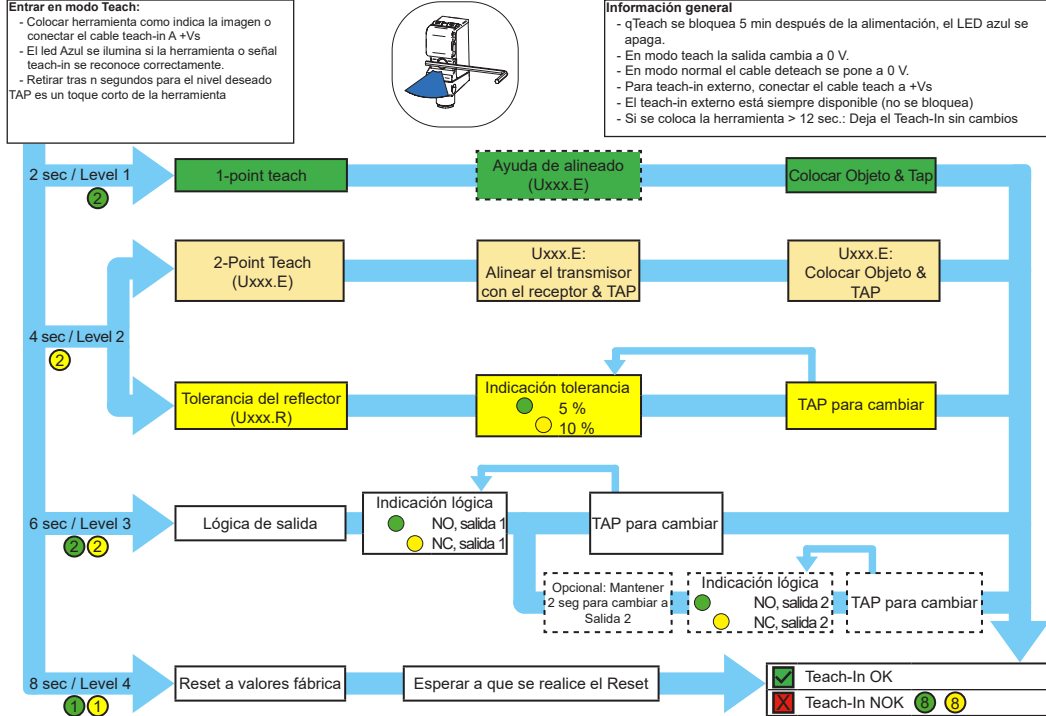 Entrar en modo Teach:
- Colocar herramienta como indica la imagen o
conectar el cable teach-in A +Vs
- El led Azul se ilumina si la herramienta o señal
teach-in se reconoce correctamente.
- Retirar tras n segundos para el nivel deseado
TAP es un toque corto de la herramienta
Información general
- qTeach se bloquea 5 min después de la alimentación, el LED azul se
apaga.
- En modo teach la salida cambia a 0 V.
- En modo normal el cable deteach se pone a 0 V.
- Para teach-in externo, conectar el cable teach a +Vs
- El teach-in externo está siempre disponible (no se bloquea)
- Si se coloca la herramienta > 12 sec.: Deja el Teach-In sin cambios
2 sec / Level 1
2
1-point teach
Ayuda de alineado
(Uxxx.E)
Colocar Objeto & Tap
4 sec / Level 2
2
2-Point Teach
(Uxxx.E)
Uxxx.E:
Alinear el transmisor
con el receptor & TAP
Uxxx.E:
Colocar Objeto &
TAP
Tolerancia del reflector
(Uxxx.R)
Indicación tolerancia
5 %
10 %
TAP para cambiar
6 sec / Level 3
2 2
Lógica de salida
Indicación lógica
NO, salida 1
NC, salida 1
TAP para cambiar
Opcional: Mantener
2 seg para cambiar a
Salida 2
Indicación lógica
NO, salida 2
NC, salida 2
TAP para cambiar
8 sec / Level 4
1 1
Reset a valores fábrica
Esperar a que se realice el Reset
Teach-In OK
X Teach-In NOK 8 8